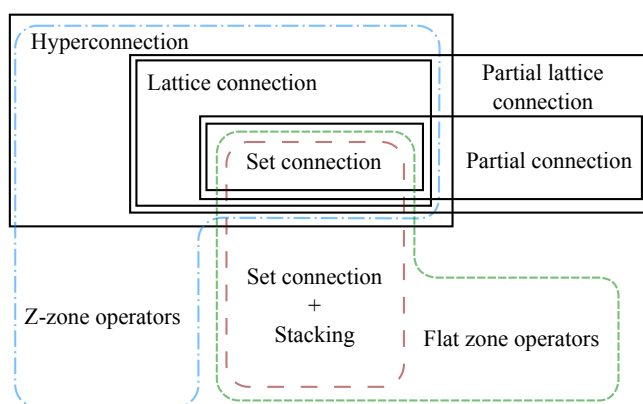 Hyperconnection
Lattice connection
Partial lattice
connection
Set connection
Partial connection
Set connection
+
Stacking
Z-zone operators
Flat zone operators